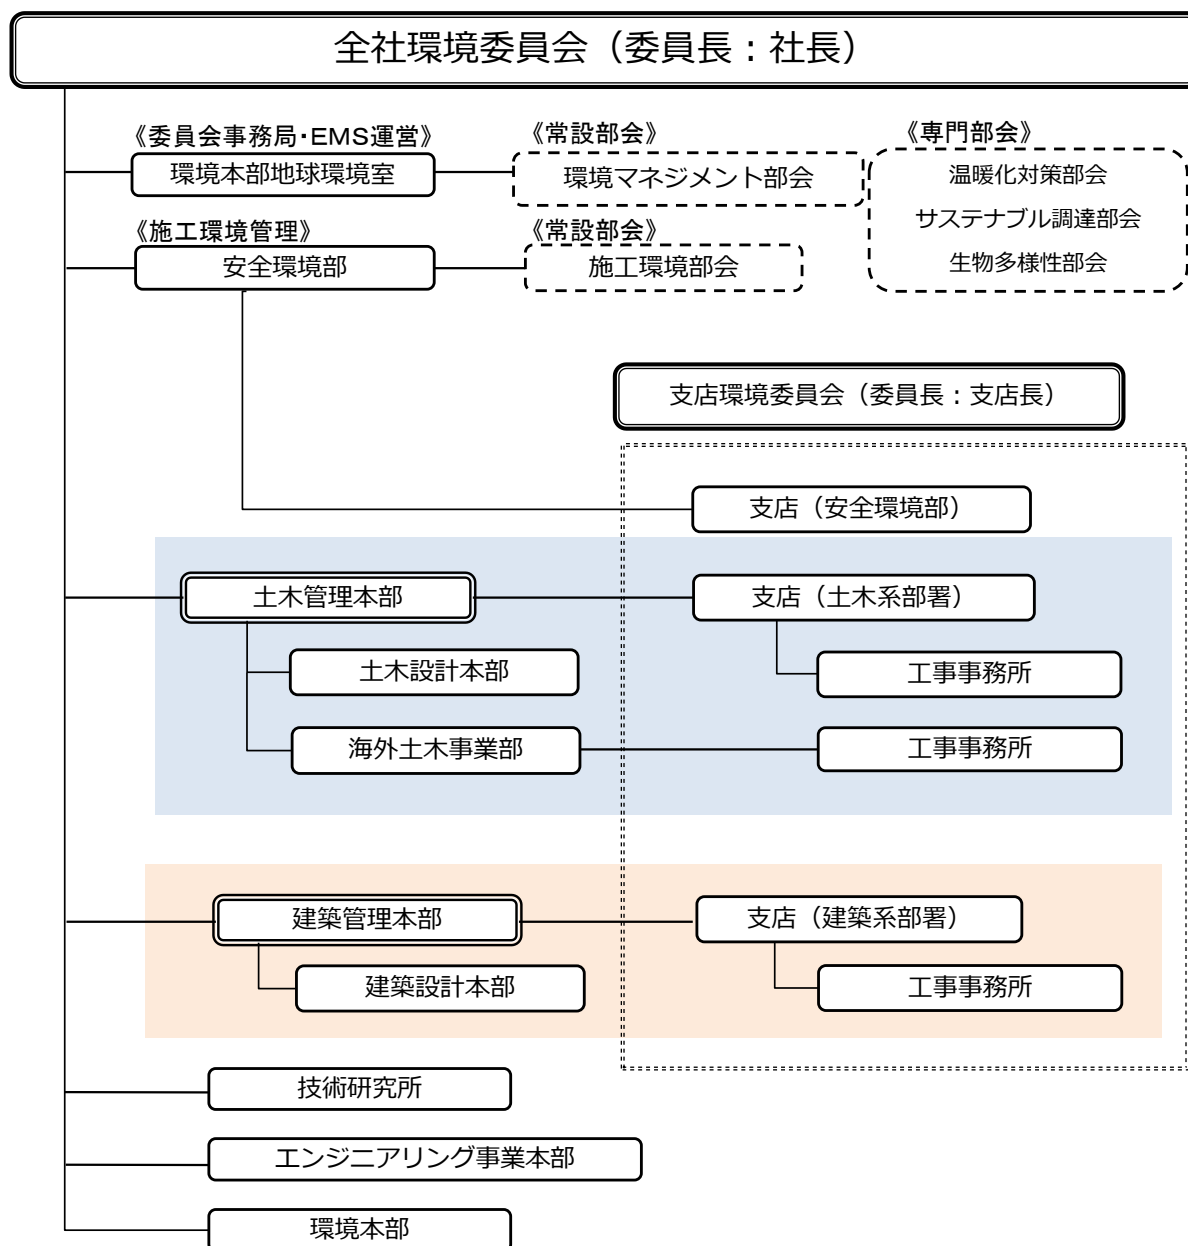 全社環境委員会（委員長：社長）
《委員会事務局・EMS運営》
環境本部地球環境室
《常設部会》
環境マネジメント部会
《専門部会》
温暖化対策部会
サステナブル調達部会
生物多様性部会
《施工環境管理》
安全環境部
《常設部会》
施工環境部会
支店環境委員会（委員長：支店長）
支店（安全環境部）
土木管理本部
支店（土木系部署）
土木設計本部
工事事務所
海外土木事業部
工事事務所
建築管理本部
支店（建築系部署）
建築設計本部
工事事務所
技術研究所
エンジニアリング事業本部
環境本部